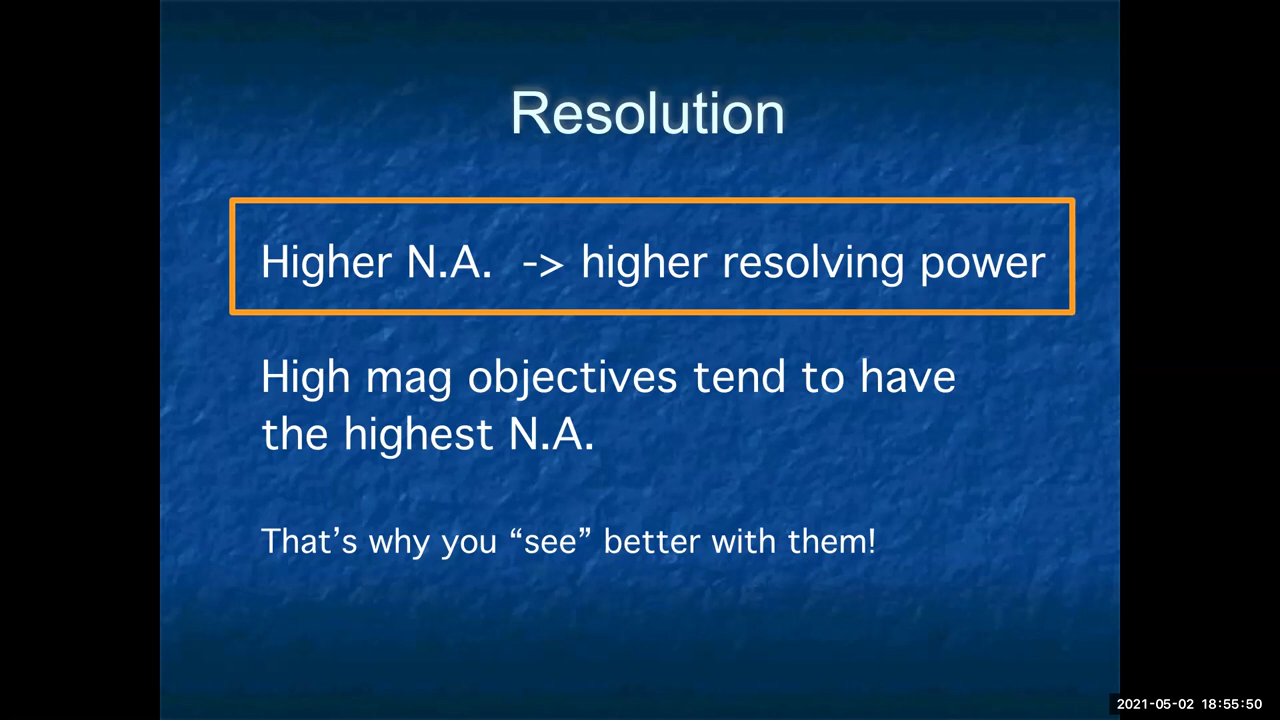 Resolution
Higher N.A. -> higher resolving power
High mag objectives tend to have
the highest N.A.
That’s why you “see” better with them!
2021-05-02 18:55:50